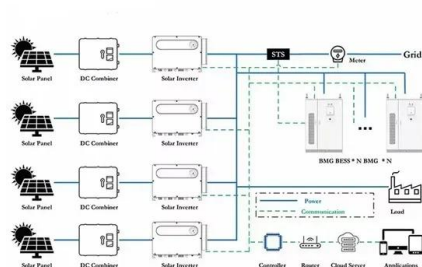 STS
Meter
Grid
Solar Panel DC Combiner Solar Inverter
Solar Panel DC Combiner Solar Inverter
BMG BESS * N BMG * N
Solar Panel DC Combiner Solar Inverter
Power
Communication
Load
Solar Panel DC Combiner Solar Inverter
Controller Router Cloud Server Applications